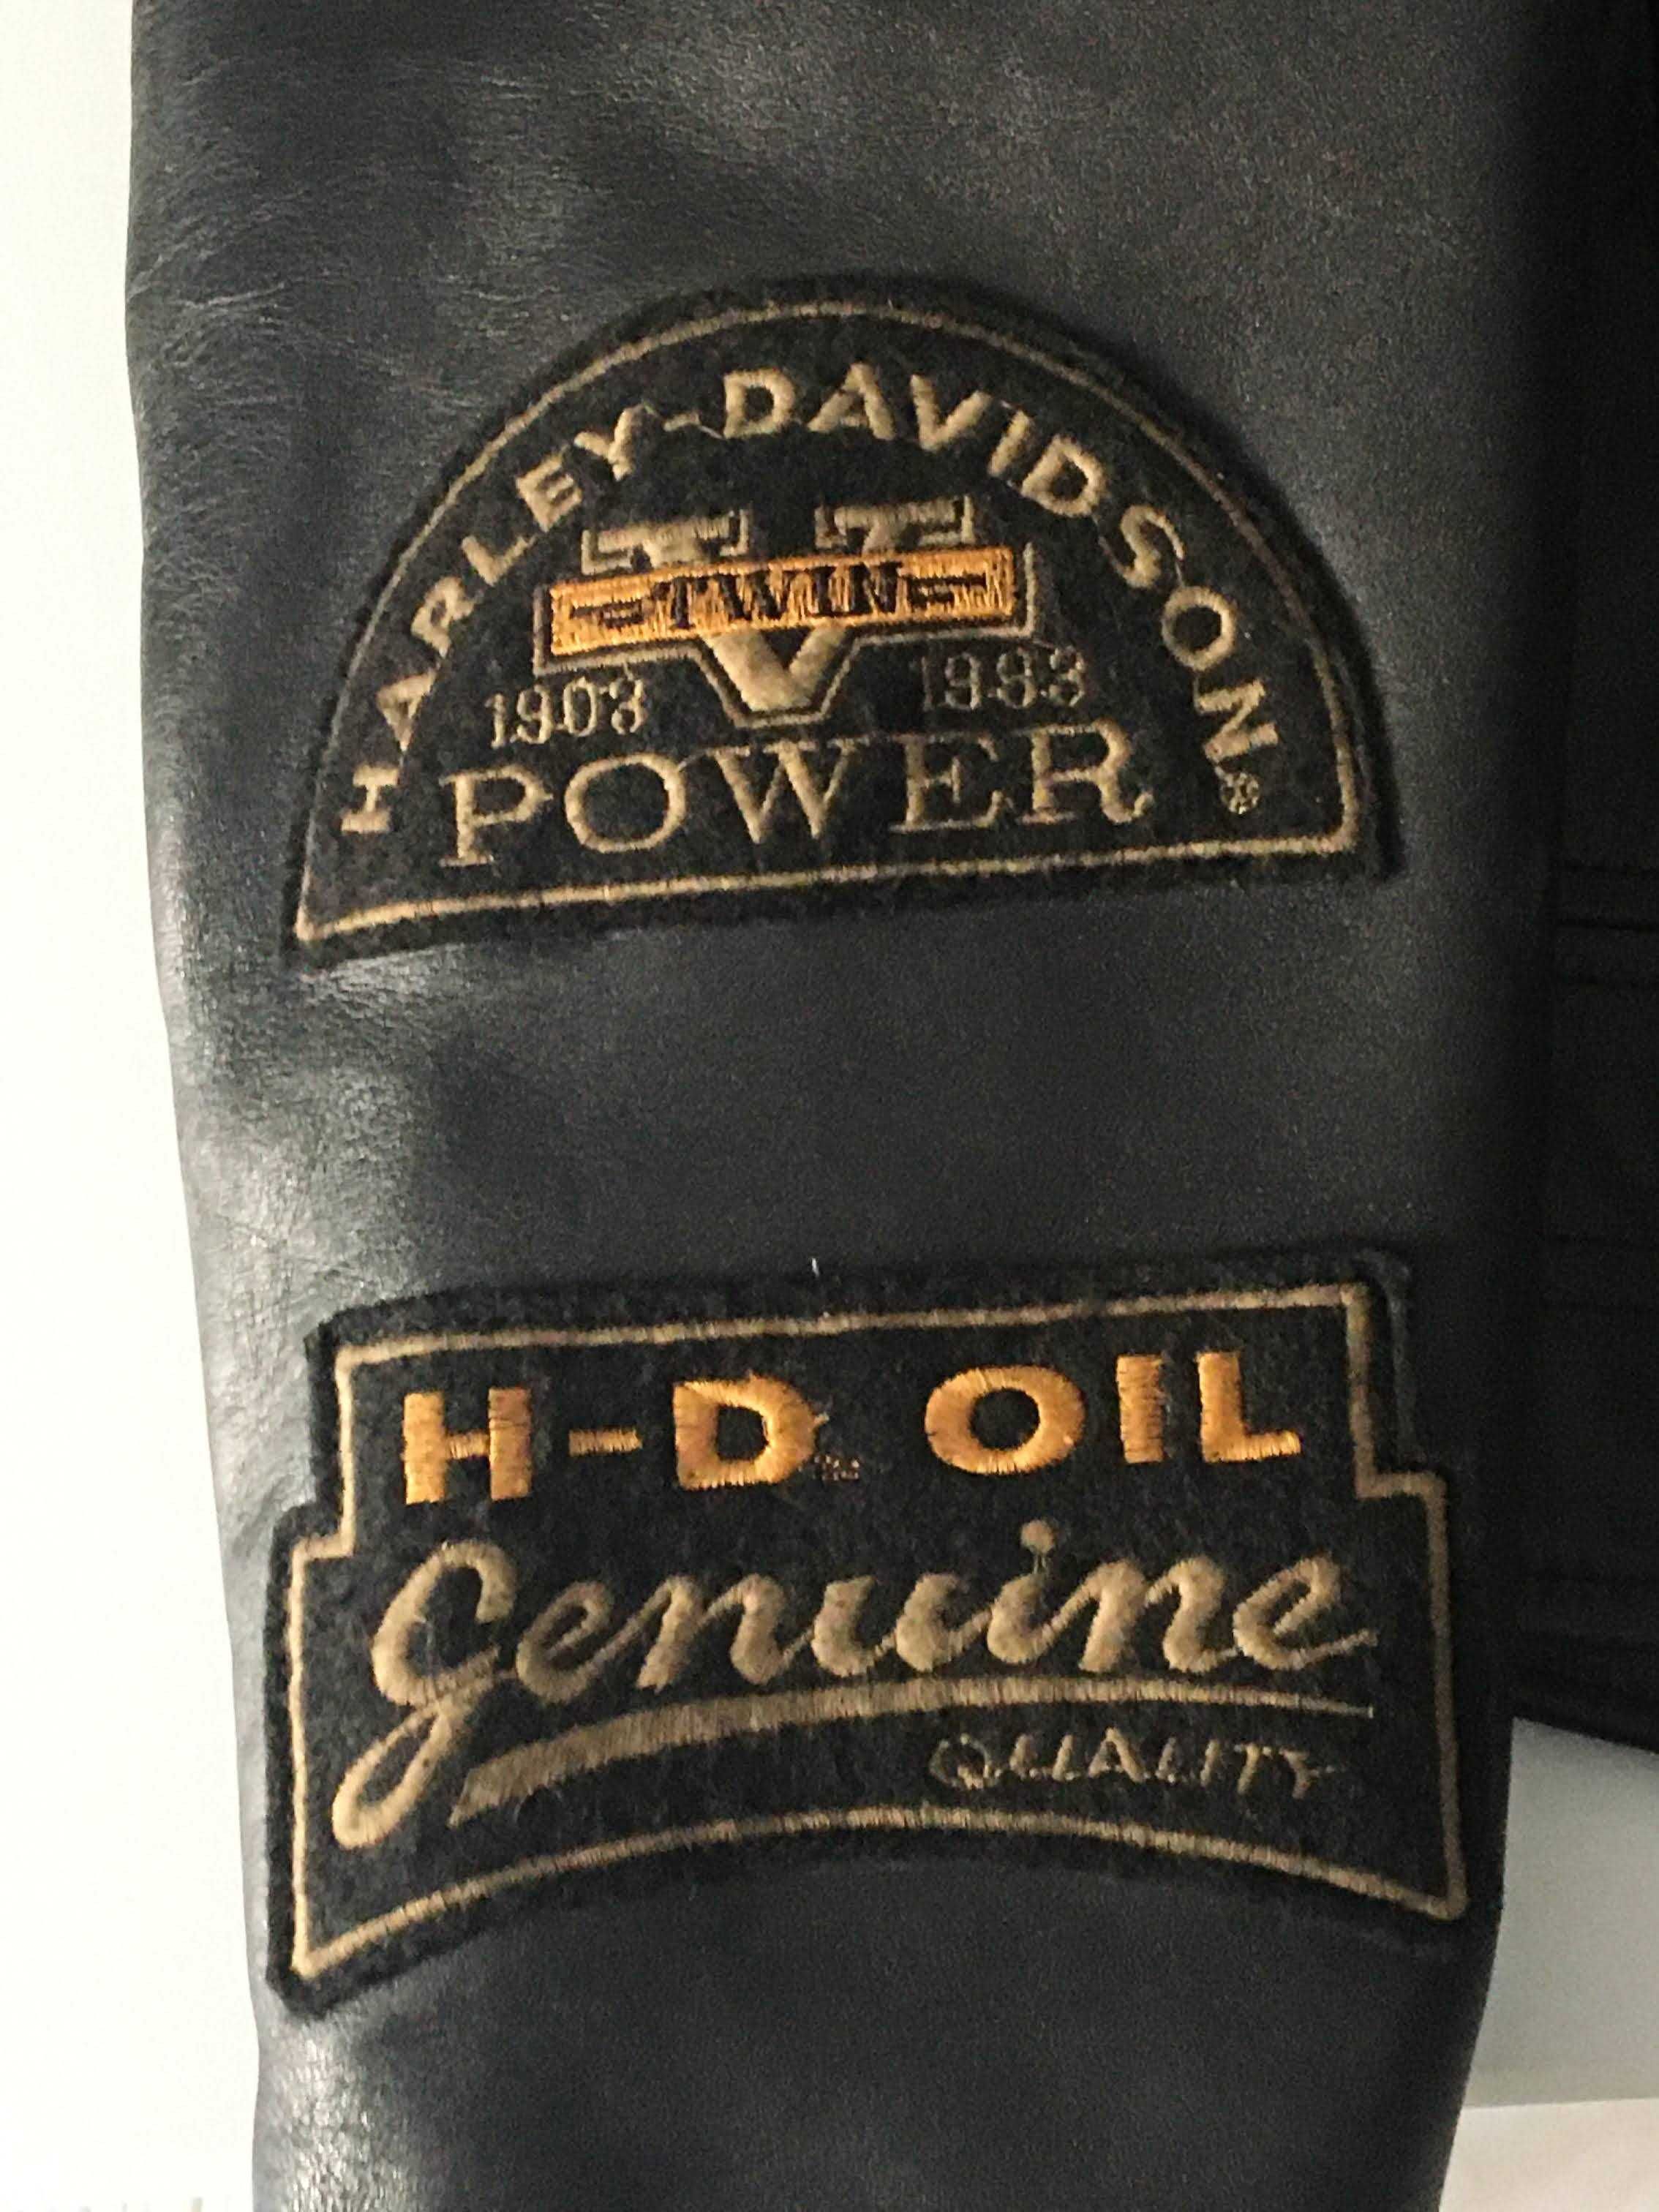 HARLEY-DAVIDSON®
V
-TWIN-
1903 1993
POWER
H-D OIL
Genuine
QUALITY